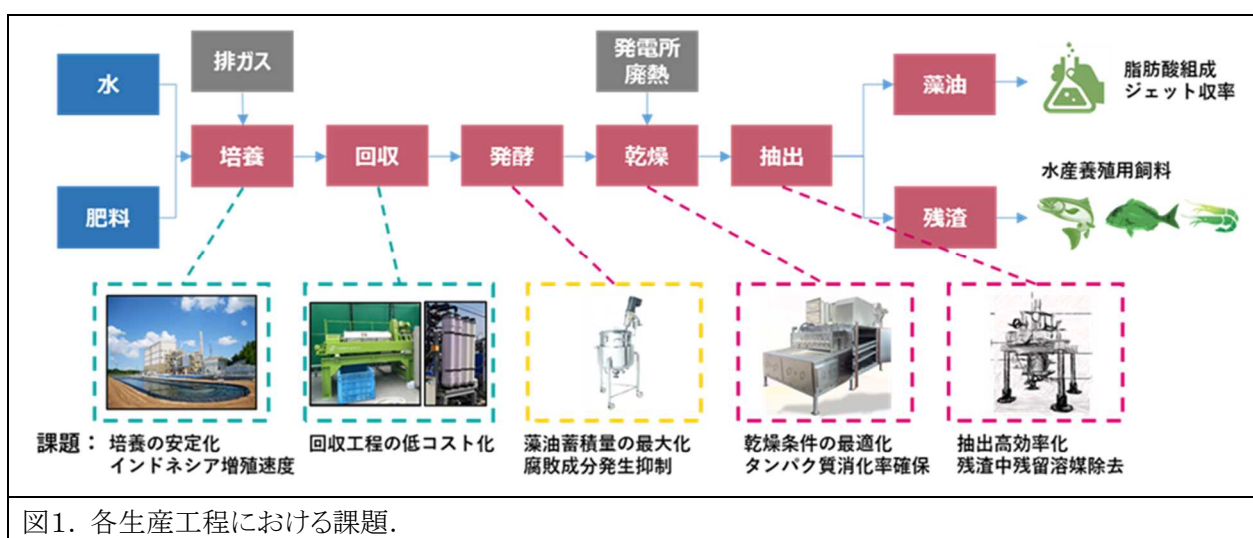 排ガス
発電所
廃熱
水
肥料
培養
回収
発酵
乾燥
抽出
藻油
残渣
脂肪酸組成
ジェット収率
水産養殖用飼料
課題： 培養の安定化
インドネシア増殖速度
回収工程の低コスト化
藻油蓄積量の最大化
腐敗成分発生抑制
乾燥条件の最適化
タンパク質消化率確保
抽出高効率化
残渣中残留溶媒除去
図1. 各生産工程における課題.